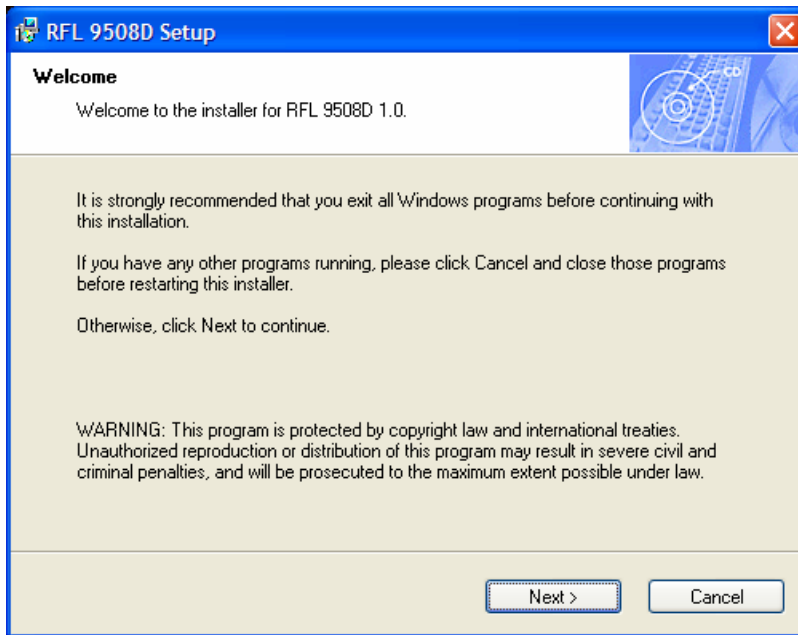 RFL 9508D Setup
Welcome
CD
Welcome to the installer for RFL 9508D 1.0.
It is strongly recommended that you exit all Windows programs before continuing with
this installation.
If you have any other programs running, please click Cancel and close those programs
before restarting this installer.
Otherwise, click Next to continue.
WARNING: This program is protected by copyright law and international treaties.
Unauthorized reproduction or distribution of this program may result in severe civil and
criminal penalties, and will be prosecuted to the maximum extent possible under law.
Next >
Cancel